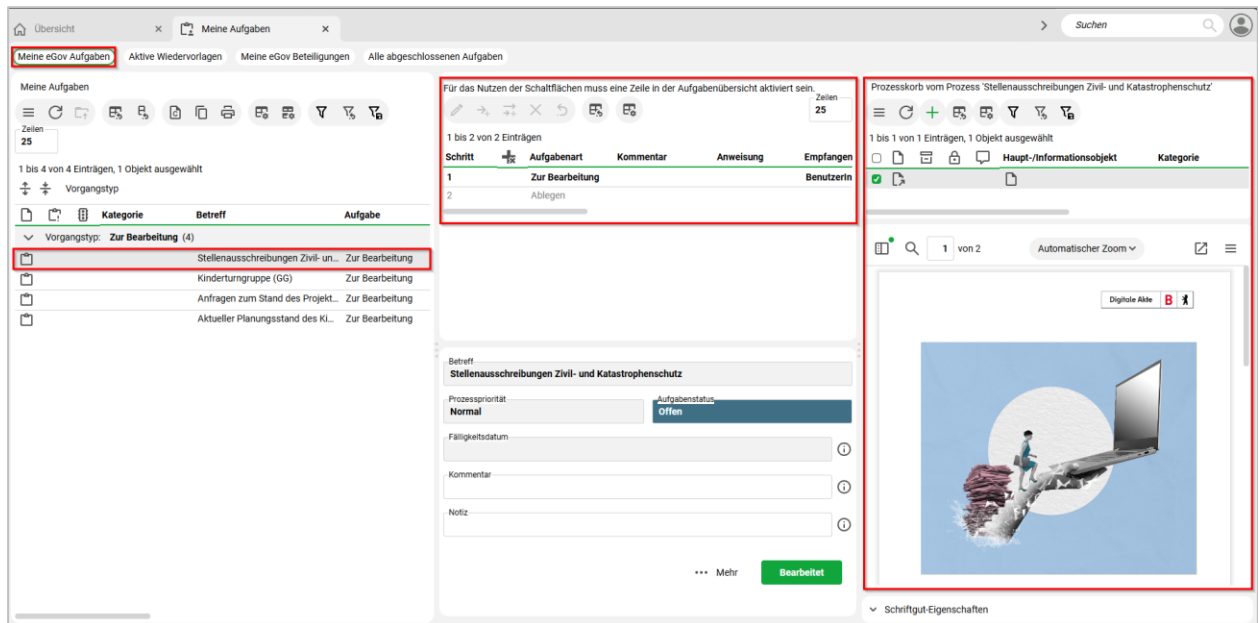 Übersicht
Meine Aufgaben
Suchen
Meine eGov Aufgaben
Aktive Wiedervorlagen
Meine eGov Beteiligungen
Alle abgeschlossenen Aufgaben
Meine Aufgaben
Zeilen
25
1 bis 4 von 4 Einträgen, 1 Objekt ausgewählt
Vorgangstyp
Kategorie Betreff Aufgabe
Vorgangstyp: Zur Bearbeitung (4)
Stellenausschreibungen Zivil- un... Zur Bearbeitung
Kinderturngruppe (GG) Zur Bearbeitung
Anfragen zum Stand des Projekt... Zur Bearbeitung
Aktueller Planungsstand des Ki... Zur Bearbeitung
Für das Nutzen der Schaltflächen muss eine Zeile in der Aufgabenübersicht aktiviert sein.
Zeilen
25
1 bis 2 von 2 Einträgen
Schritt Aufgabenart Kommentar Anweisung Empfangen
1 Zur Bearbeitung BenutzerIn
2 Ablegen
Betreff
Stellenausschreibungen Zivil- und Katastrophenschutz
Prozesspriorität
Normal
Aufgabenstatus
Offen
Fälligkeitsdatum
Kommentar
Notiz
Mehr
Bearbeitet
Prozesskorb vom Prozess 'Stellenausschreibungen Zivil- und Katastrophenschutz'
1 bis 1 von 1 Einträgen, 1 Objekt ausgewählt
Haupt-/Informationsobjekt Kategorie
1 von 2
Automatischer Zoom
Digitale Akte B
Schriftgut-Eigenschaften